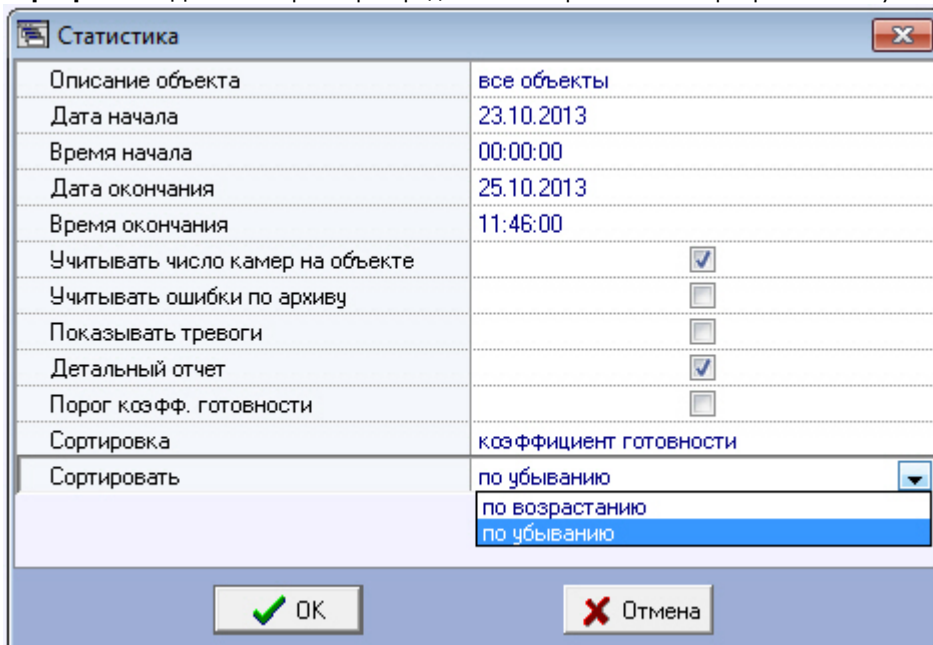 Статистика
Описание объекта все объекты
Дата начала 23.10.2013
Время начала 00:00:00
Дата окончания 25.10.2013
Время окончания 11:46:00
Учитывать число камер на объекте
Учитывать ошибки по архиву
Показывать тревоги
Детальный отчет
Порог коэфф. готовности
Сортировка коэффициент готовности
Сортировать по убыванию
по возрастанию
по убыванию
OK Отмена